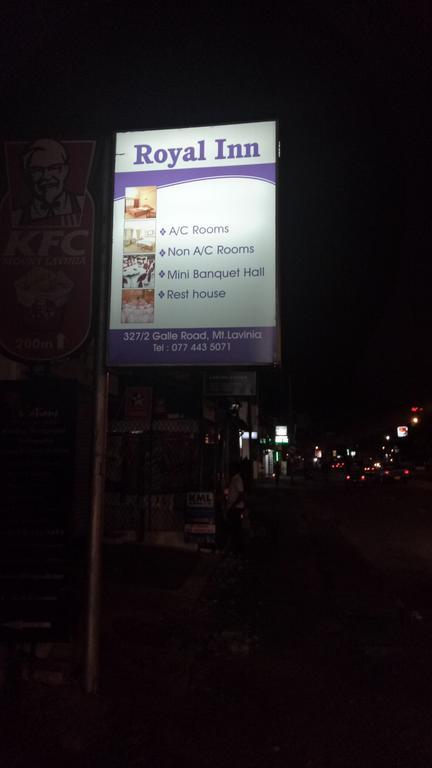 Royal Inn
A/C Rooms
Non A/C Rooms
Mini Banquet Hall
Rest house
327/2 Galle Road, Mt.Lavinia
Tel : 077 443 5071
KFC
MOUNT LAVINIA
200m
KML